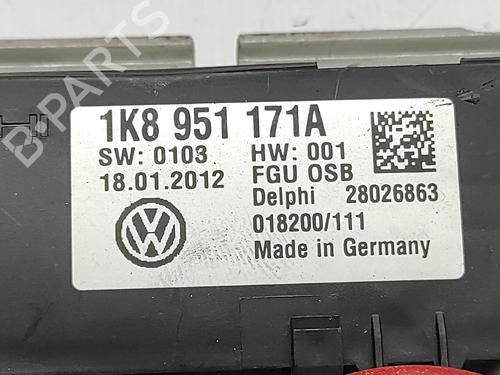 1K8 951 171A
SW: 0103 HW: 001
18.01.2012 FGU OSB
Delphi 28026863
018200/111
Made in Germany
B-PARTS